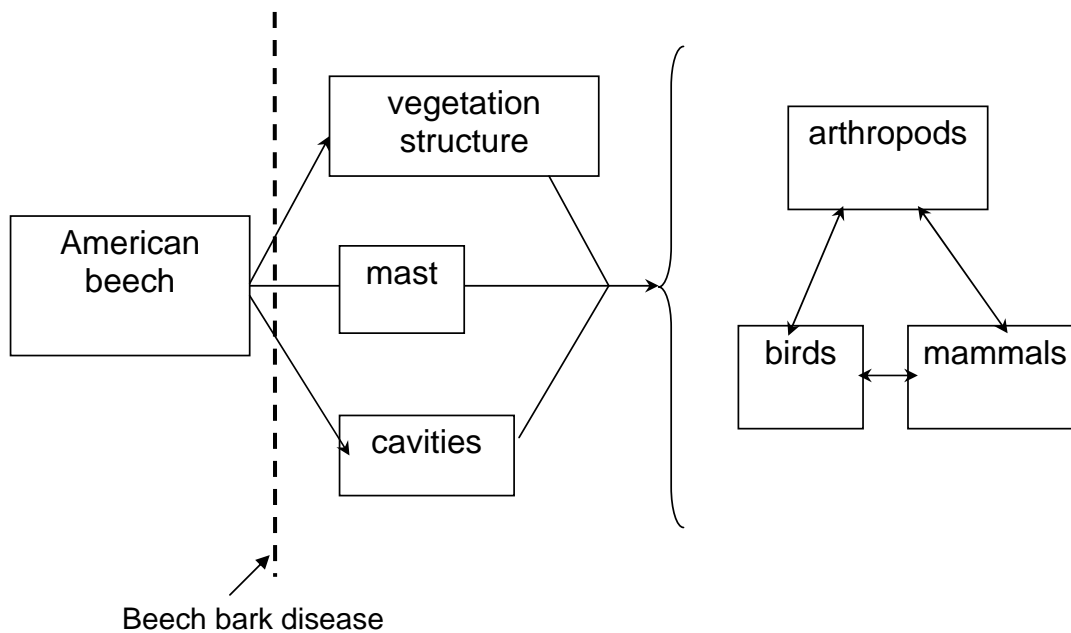 American
beech
vegetation
structure
mast
cavities
arthropods
birds
mammals
Beech bark disease